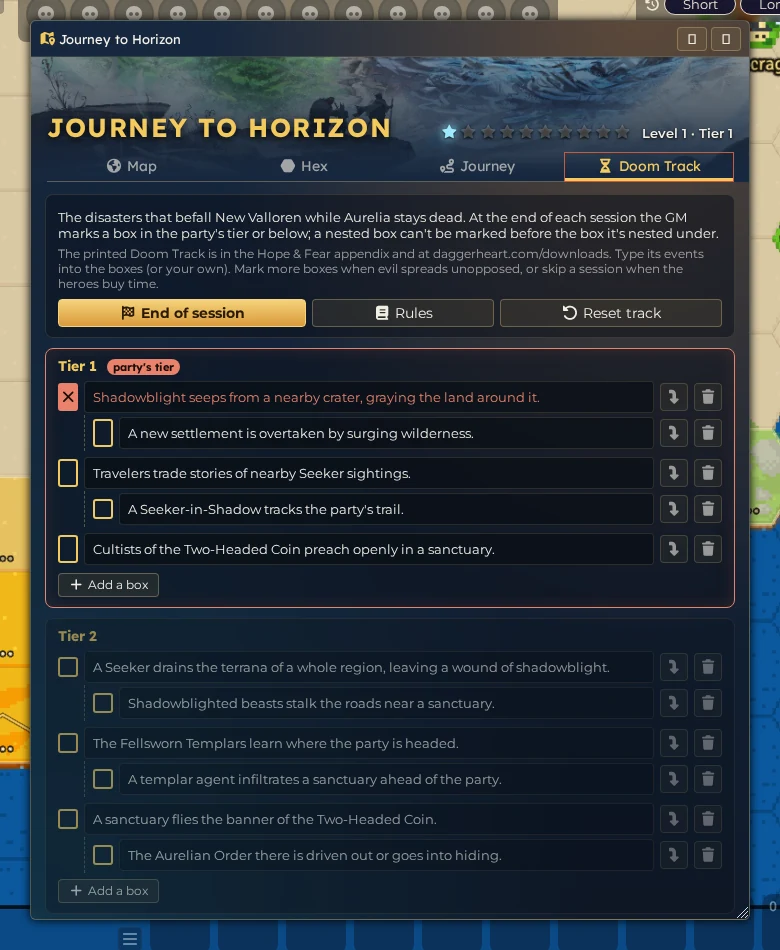 Short
Lor
Journey to Horizon
crag
JOURNEY TO HORIZON
Level 1 · Tier 1
Map
Hex
Journey
Doom Track
The disasters that befall New Valloren while Aurelia stays dead. At the end of each session the GM
marks a box in the party's tier or below; a nested box can't be marked before the box it's nested under.
The printed Doom Track is in the Hope & Fear appendix and at daggerheart.com/downloads. Type its events
into the boxes (or your own). Mark more boxes when evil spreads unopposed, or skip a session when the
heroes buy time.
End of session
Rules
Reset track
Tier 1
party's tier
Shadowblight seeps from a nearby crater, graying the land around it.
A new settlement is overtaken by surging wilderness.
Travelers trade stories of nearby Seeker sightings.
A Seeker-in-Shadow tracks the party's trail.
Cultists of the Two-Headed Coin preach openly in a sanctuary.
+ Add a box
Tier 2
A Seeker drains the terrana of a whole region, leaving a wound of shadowblight.
Shadowblighted beasts stalk the roads near a sanctuary.
The Fellsworn Templars learn where the party is headed.
A templar agent infiltrates a sanctuary ahead of the party.
A sanctuary flies the banner of the Two-Headed Coin.
The Aurelian Order there is driven out or goes into hiding.
+ Add a box
0